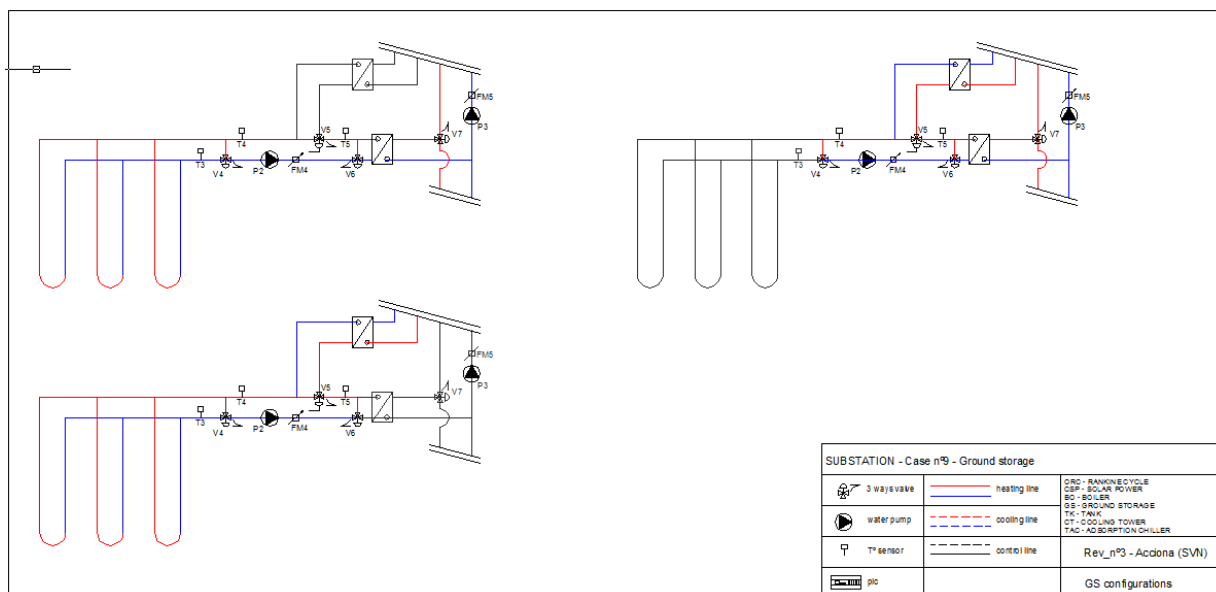 FM5
P3
V5
V7
T4
T5
T3
V4
P2
FM4
V6
FM5
P3
V5
V7
T4
T5
T3
V4
P2
FM4
V6
FM5
P3
V5
V7
T4
T5
T3
V4
P2
FM4
V6
SUBSTATION - Case nº9 - Ground storage
3 ways valve
heating line
ORC - RANKINE CYCLE
CSP - SOLAR POWER
BO - BOILER
GS - GROUND STORAGE
TK - TANK
CT - COOLING TOWER
TAC - ADSORPTION CHILLER
water pump
cooling line
Tº sensor
control line
Rev_nº3 - Acciona (SVN)
plc
GS configurations